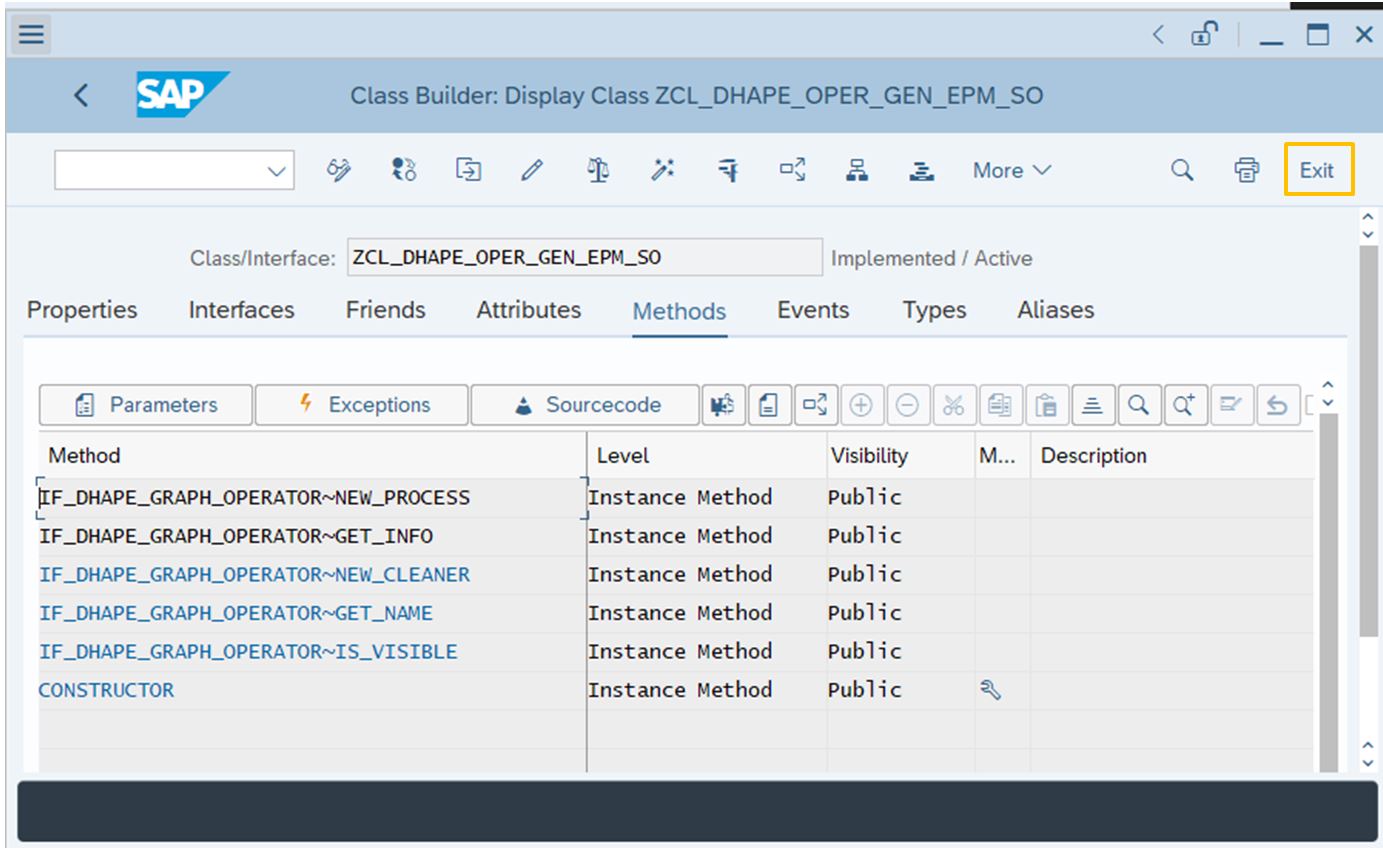 SAP
Class Builder: Display Class ZCL_DHAPE_OPER_GEN_EPM_SO
More
Exit
Class/Interface: ZCL_DHAPE_OPER_GEN_EPM_SO Implemented / Active
Properties Interfaces Friends Attributes Methods Events Types Aliases
Parameters Exceptions Sourcecode
Method Level Visibility M... Description
IF_DHAPE_GRAPH_OPERATOR~NEW_PROCESS Instance Method Public
IF_DHAPE_GRAPH_OPERATOR~GET_INFO Instance Method Public
IF_DHAPE_GRAPH_OPERATOR~NEW_CLEANER Instance Method Public
IF_DHAPE_GRAPH_OPERATOR~GET_NAME Instance Method Public
IF_DHAPE_GRAPH_OPERATOR~IS_VISIBLE Instance Method Public
CONSTRUCTOR Instance Method Public